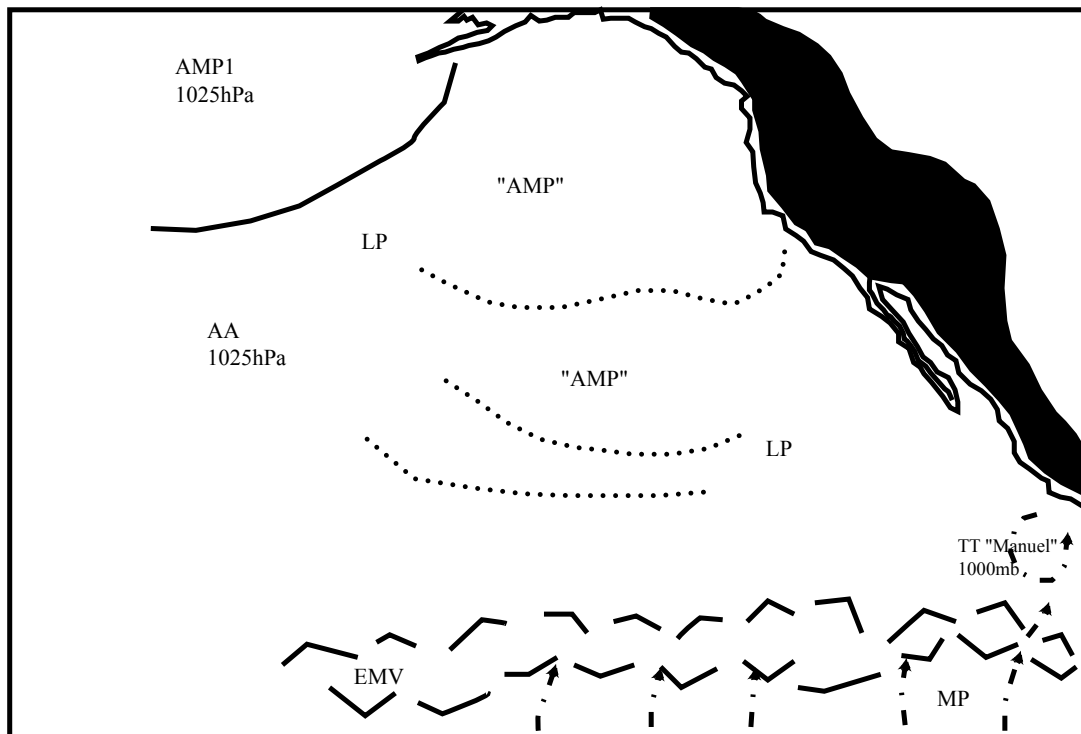 AMP1
1025hPa
"AMP"
LP
AA
1025hPa
"AMP"
LP
TT "Manuel"
1000mb
EMV
MP